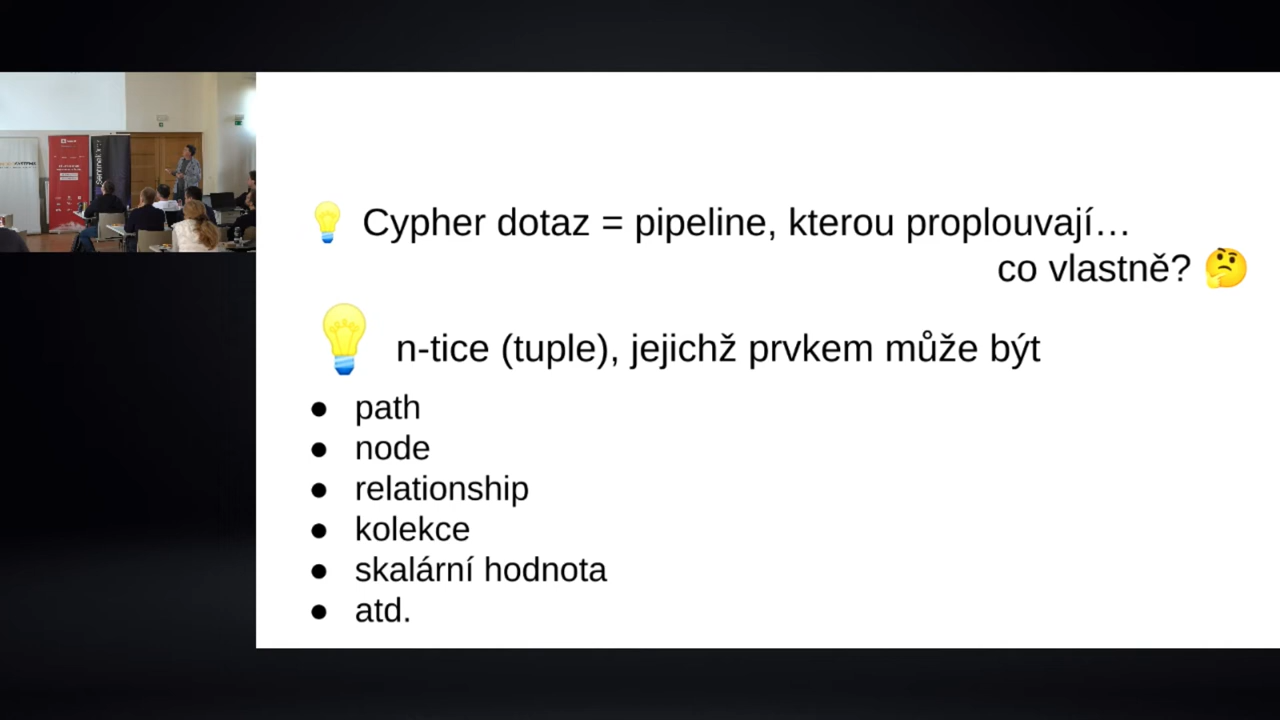 💡 Cypher dotaz = pipeline, kterou proplouvají…
co vlastně? 🤔
💡 n-tice (tuple), jejichž prvkem může být
● path
● node
● relationship
● kolekce
● skalární hodnota
● atd.